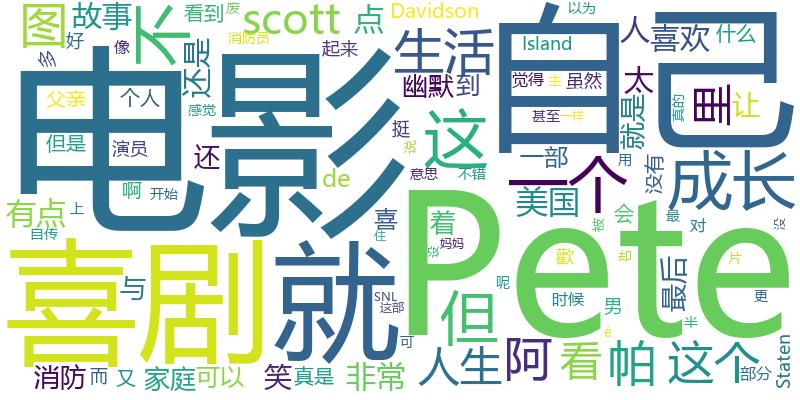 电影
自己
Pete
喜剧
就
不
图
故事
看到
废
消防员
scott
点
Davidson
以为
Island
人
喜欢
什么
多
好
像
还是
起来
生活
幽默
到
觉得
圭
虽然
太
里
让
父亲
个人
感觉
但是
演员
还
挺
说
这
甚至
一样
就是
真的
一部
用
没有
成长
一个
美国
意思
不错
de
啊
开始
有点
上
自传
喜
着
住
没
妈妈
被
会
最
对
没
与
SNL
这部
呢
但
时候
男
歡
却
片
最后
更
可
é
半
Staten
消防
而
又
家庭
可以
笑
真是
非常
人生
阿
看
帕
这个
部分